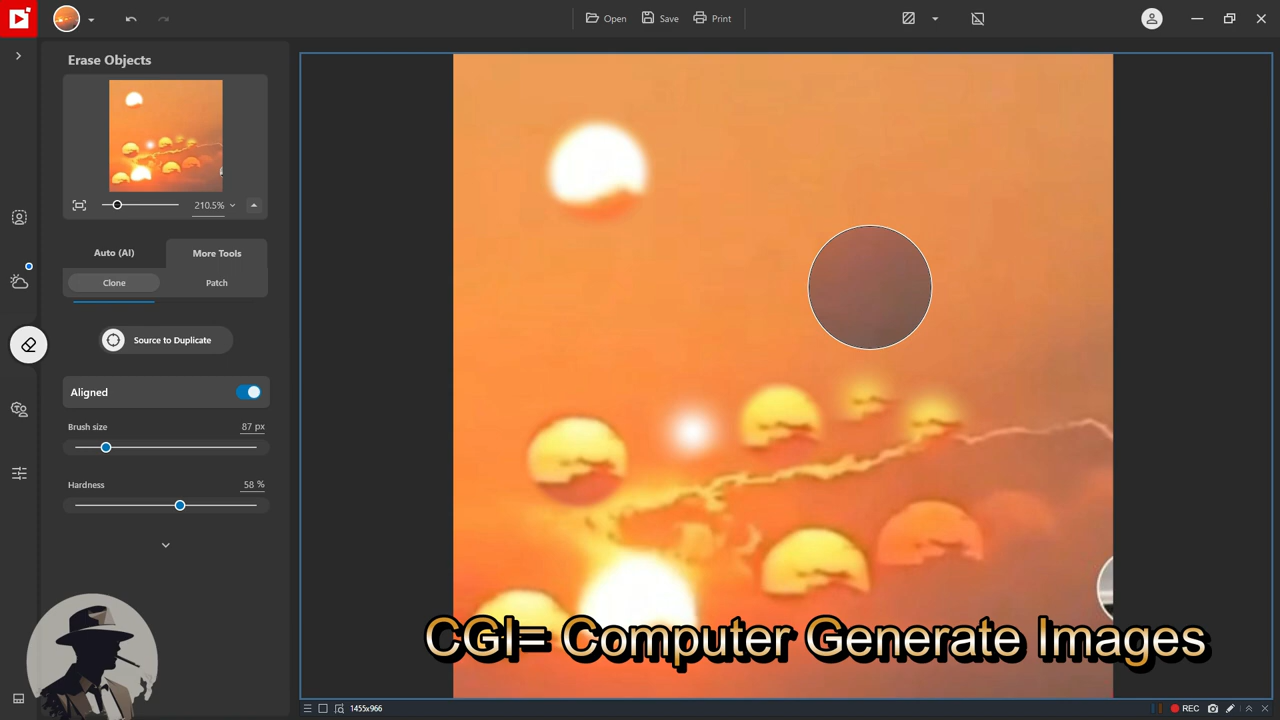 Open
Save
Print
Erase Objects
210.5%
Auto (AI)
More Tools
Clone
Patch
Source to Duplicate
Aligned
Brush size
87 px
Hardness
58 %
CGI= Computer Generate Images
1455x966
REC